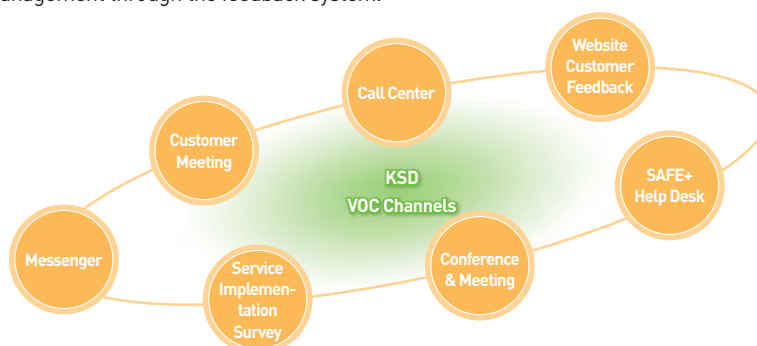 anagement through the feedback system.
Website
Customer
Feedback
Call Center
Customer
Meeting
KSD
VOC Channels
SAFE+
Help Desk
Messenger
Conference
& Meeting
Service
Implemen-
tation
Survey